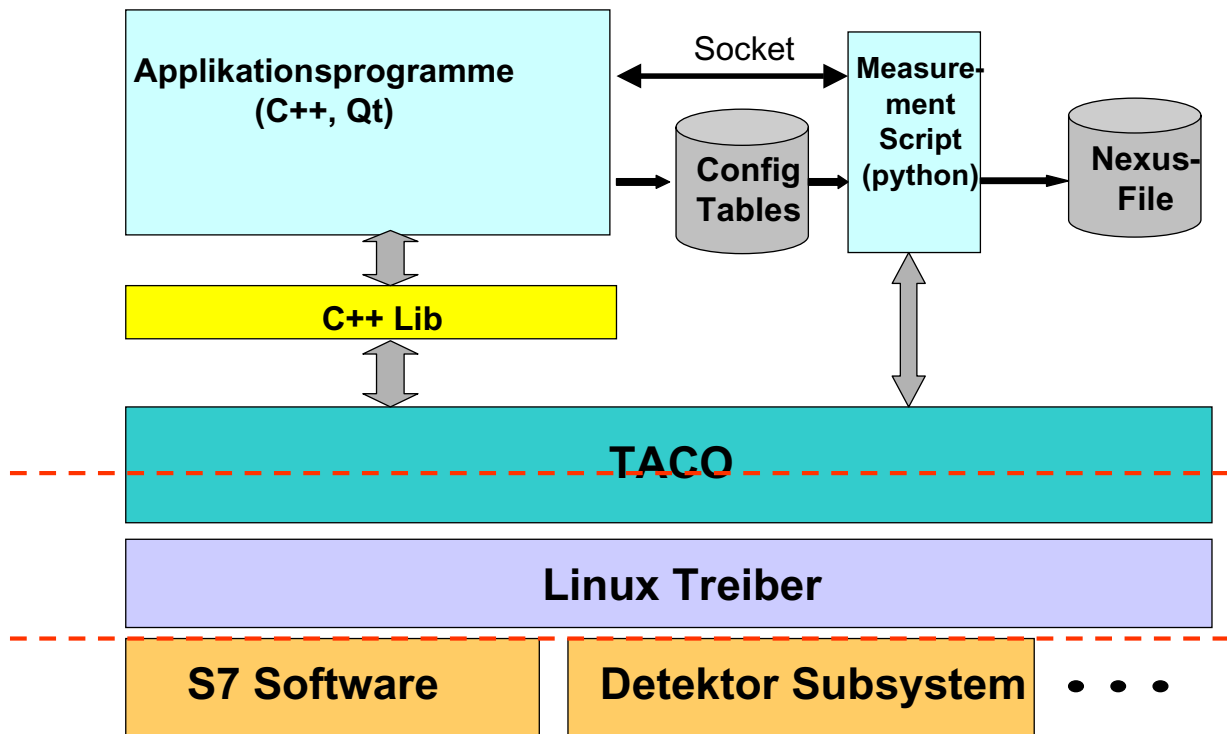 Applikationsprogramme
(C++, Qt)
Socket
Measure-
ment
Script
(python)
Config
Tables
Nexus-
File
C++ Lib
TACO
Linux Treiber
S7 Software
Detektor Subsystem
• • •